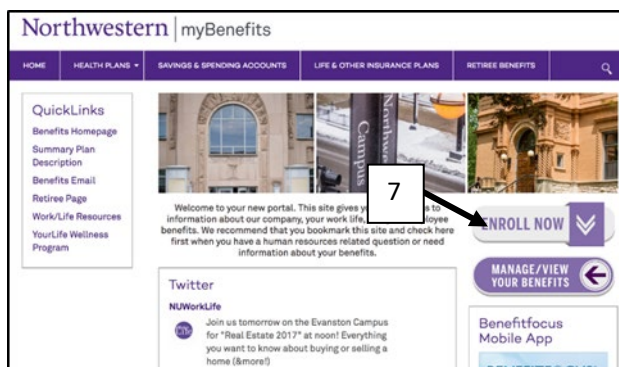 Northwestern | myBenefits
HOME
HEALTH PLANS
SAVINGS & SPENDING ACCOUNTS
LIFE & OTHER INSURANCE PLANS
RETIREE BENEFITS
QuickLinks
Benefits Homepage
Summary Plan
Description
Benefits Email
Retiree Page
Work/Life Resources
YourLife Wellness
Program
Campus
7
Welcome to your new portal. This site gives to
information about our company, your work life,
benefits. We recommend that you bookmark this site and check here
first when you have a human resources related question or need
information about your benefits.
ENROLL NOW
MANAGE/VIEW
YOUR BENEFITS
Twitter
NUWorkLife
Join us tomorrow on the Evanston Campus
for "Real Estate 2017" at noon! Everything
you want to know about buying or selling a
home (&more!)
Benefitfocus
Mobile App